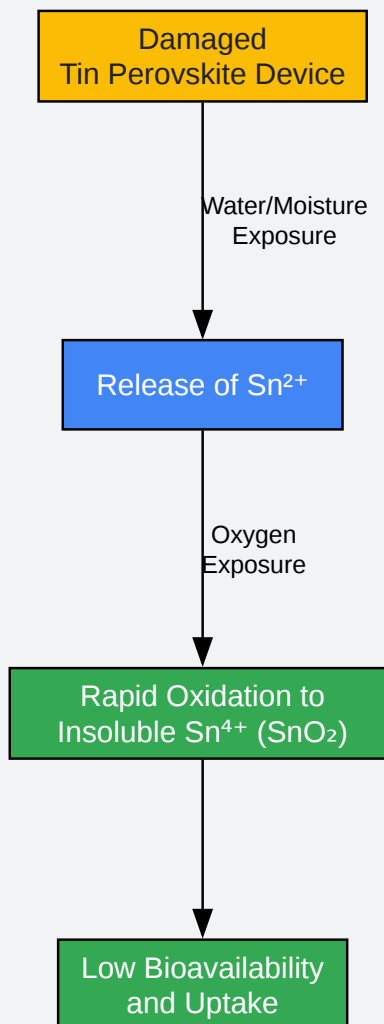 Damaged
Tin Perovskite Device
Water/Moisture
Exposure
Release of Sn²⁺
Oxygen
Exposure
Rapid Oxidation to
Insoluble Sn⁴⁺ (SnO₂)
Low Bioavailability
and Uptake